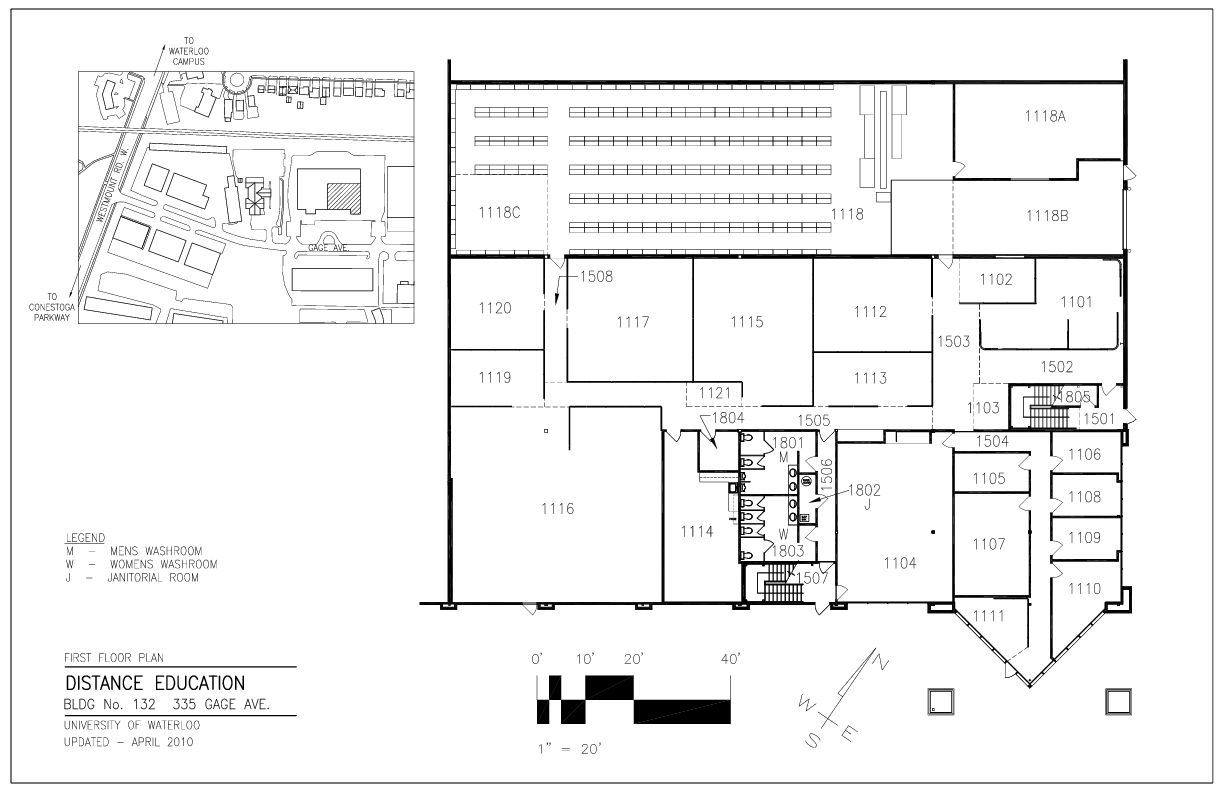 TO
WATERLOO
CAMPUS
WESTMOUNT RD. W.
GAGE AVE.
TO
CONESTOGA
PARKWAY
1118A
1118C
1118
1118B
1508
1102
1101
1120
1117
1115
1112
1503
1502
1119
1121
1113
1103
1805
1501
1804
1505
1801
M
1504
1106
1506
1105
1802
J
1108
1116
1114
W
1803
1109
1107
1104
1507
1110
1111
LEGEND
M – MENS WASHROOM
W – WOMENS WASHROOM
J – JANITORIAL ROOM
FIRST FLOOR PLAN
DISTANCE EDUCATION
BLDG No. 132 335 GAGE AVE.
UNIVERSITY OF WATERLOO
UPDATED – APRIL 2010
0' 10' 20' 40'
1" = 20'
N
W
E
S